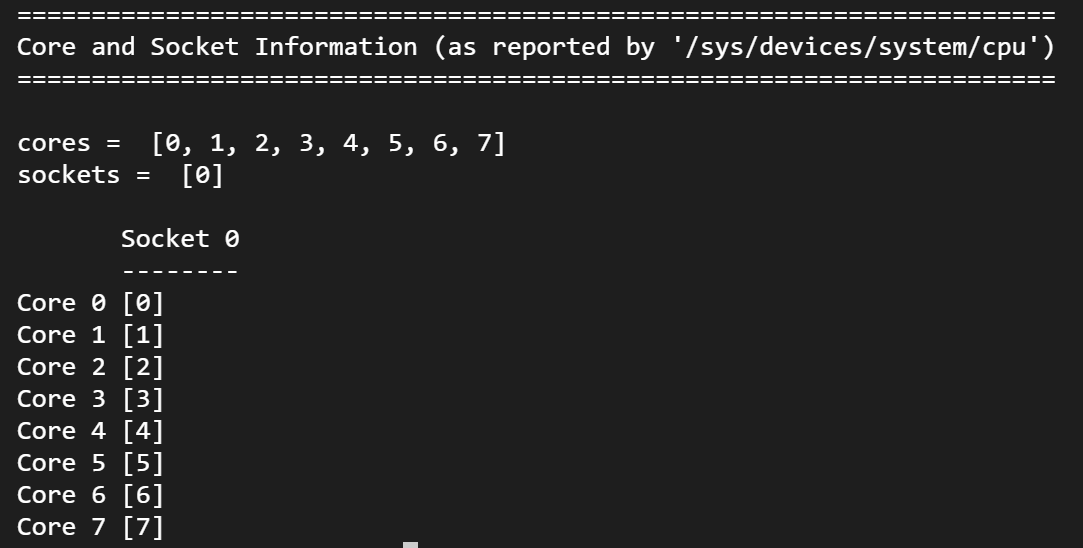 ======================================================================
Core and Socket Information (as reported by '/sys/devices/system/cpu')
======================================================================
cores =  [0, 1, 2, 3, 4, 5, 6, 7]
sockets =  [0]
       Socket 0
       --------
Core 0 [0]
Core 1 [1]
Core 2 [2]
Core 3 [3]
Core 4 [4]
Core 5 [5]
Core 6 [6]
Core 7 [7]